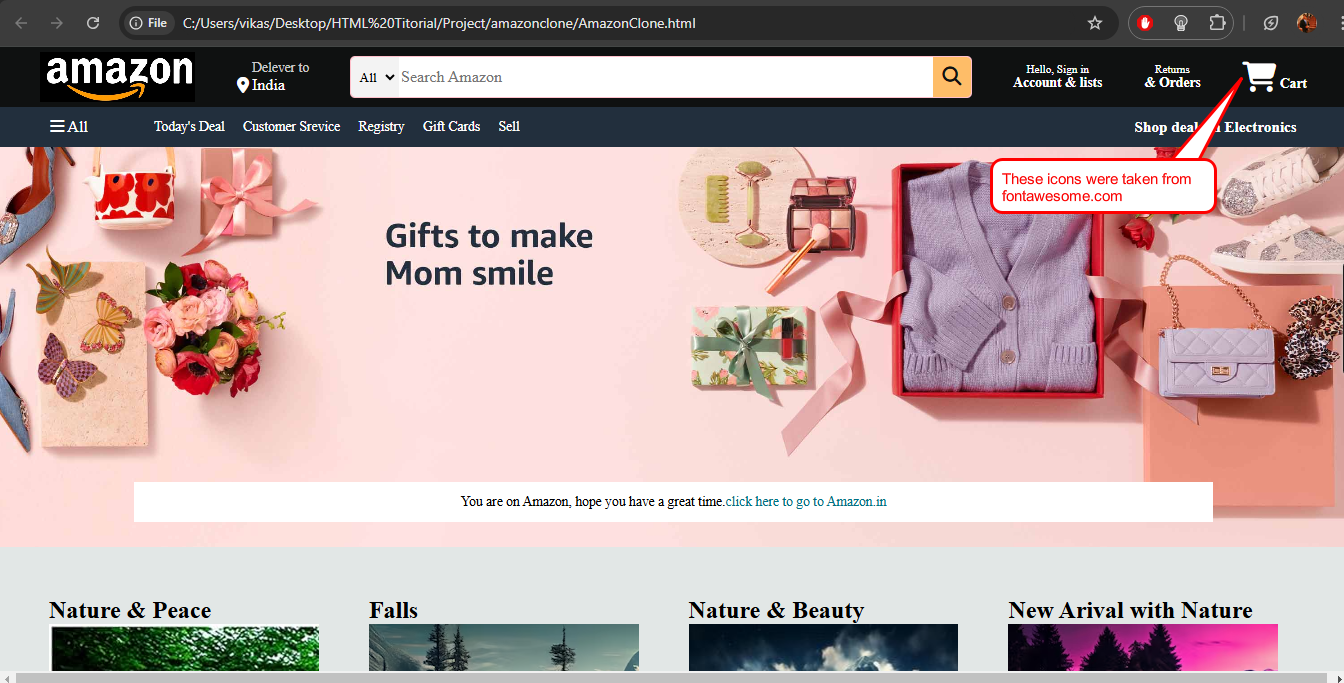 File C:/Users/vikas/Desktop/HTML%20Titorial/Project/amazonclone/AmazonClone.html
amazon
Delever to
India
All
Search Amazon
Hello, Sign in
Account & lists
Returns
& Orders
Cart
All
Today's Deal Customer Srevice Registry Gift Cards Sell
Shop deal Electronics
These icons were taken from
fontawesome.com
Gifts to make
Mom smile
You are on Amazon, hope you have a great time.click here to go to Amazon.in
Nature & Peace Falls Nature & Beauty New Arival with Nature